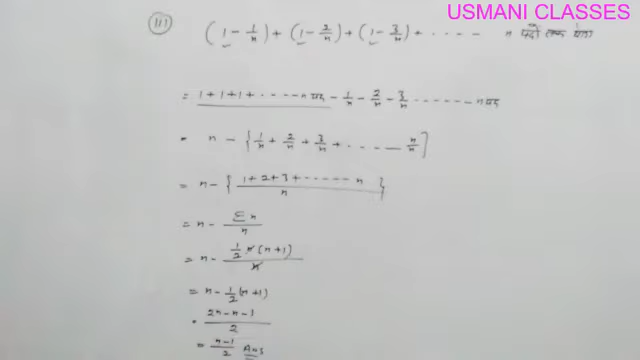 USMANI CLASSES
(iii) (1 - 1/n) + (1 - 2/n) + (1 - 3/n) + . . . . n पदों तक
= 1 + 1 + 1 + . . . . . n पद - 1/n - 2/n - 3/n . . . . . . . n पद
= n - {1/n + 2/n + 3/n + . . . . . n/n}
= n - {(1 + 2 + 3 + . . . . . n)/n}
= n - Σn/n
= n - (1/2 n (n+1))/n
= n - 1/2 (n+1)
= (2n - n - 1)/2
= (n-1)/2 Ans